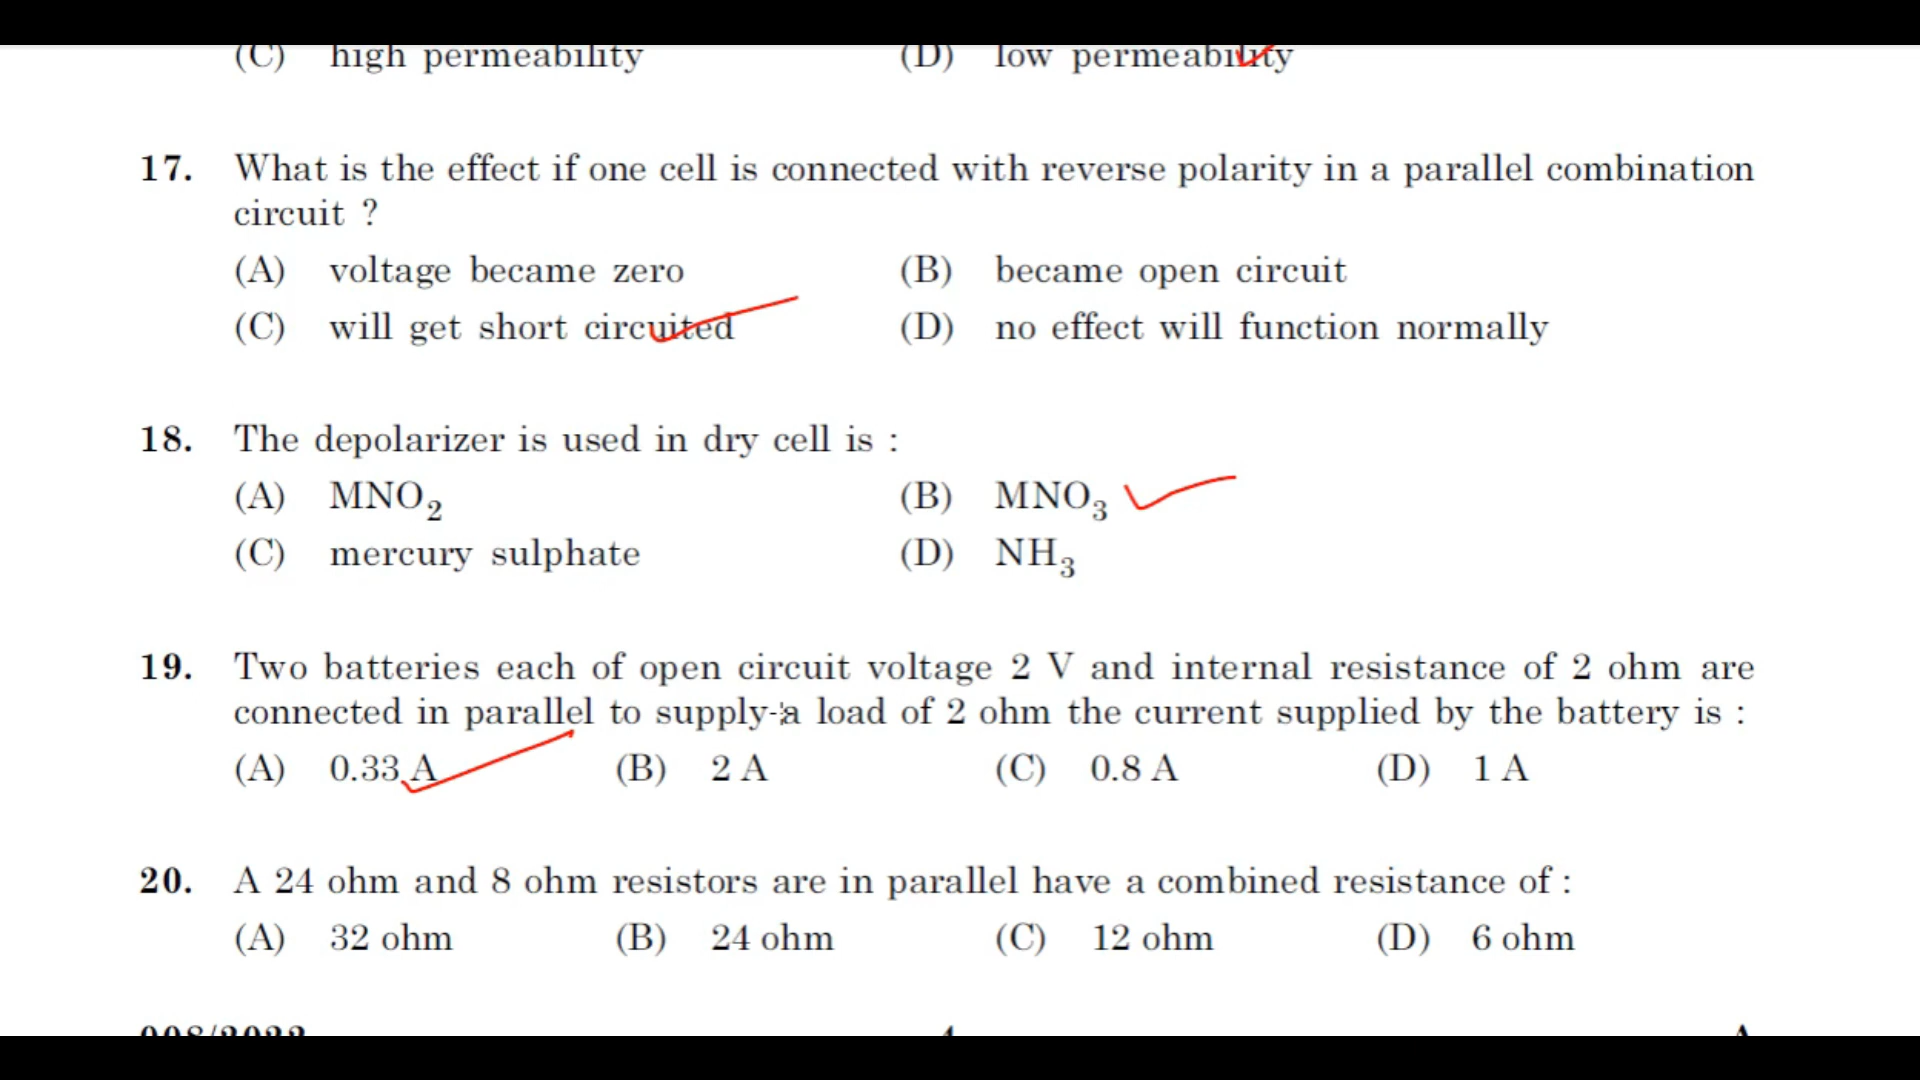 (C) high permeability (D) low permeability
17. What is the effect if one cell is connected with reverse polarity in a parallel combination
circuit ?
(A) voltage became zero (B) became open circuit
(C) will get short circuited (D) no effect will function normally
18. The depolarizer is used in dry cell is :
(A) MNO₂ (B) MNO₃
(C) mercury sulphate (D) NH₃
19. Two batteries each of open circuit voltage 2 V and internal resistance of 2 ohm are
connected in parallel to supply a load of 2 ohm the current supplied by the battery is :
(A) 0.33 A (B) 2 A (C) 0.8 A (D) 1 A
20. A 24 ohm and 8 ohm resistors are in parallel have a combined resistance of :
(A) 32 ohm (B) 24 ohm (C) 12 ohm (D) 6 ohm